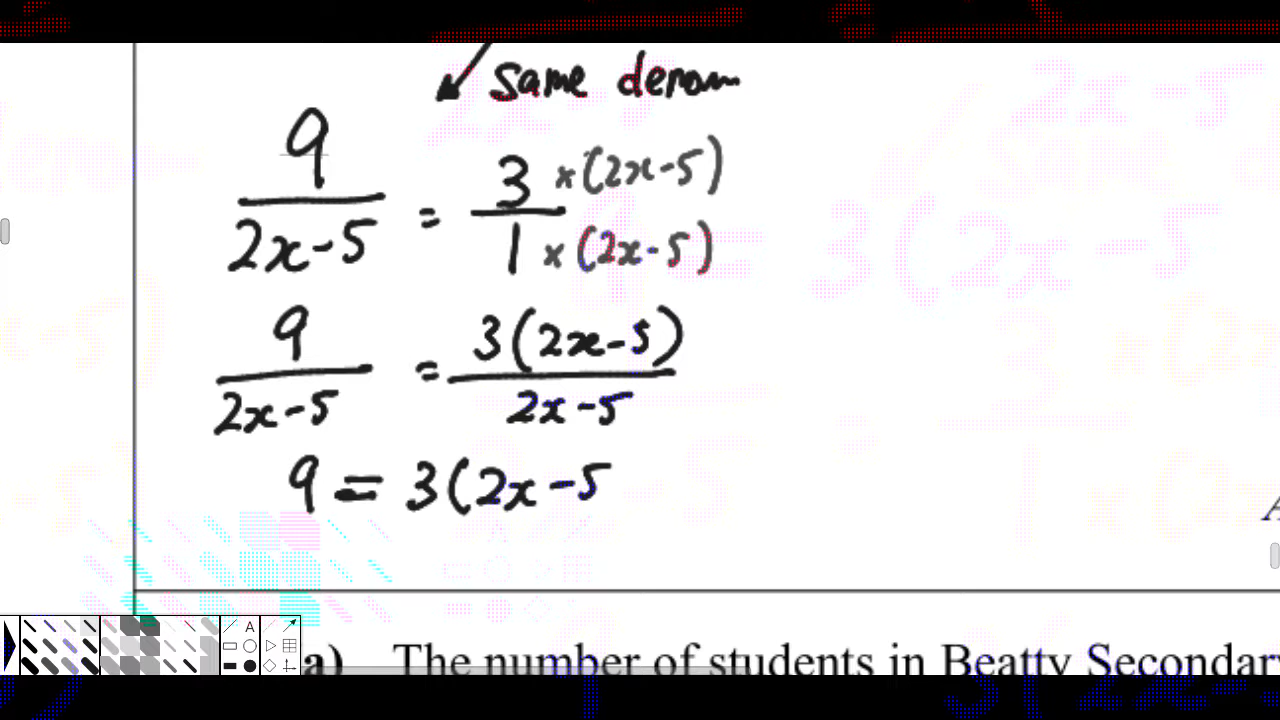 same denom
9/(2x-5) = 3/1 ×(2x-5) ×(2x-5)
9/(2x-5) = 3(2x-5)/(2x-5)
9 = 3(2x-5
A
a) The number of students in Beatty Secondar